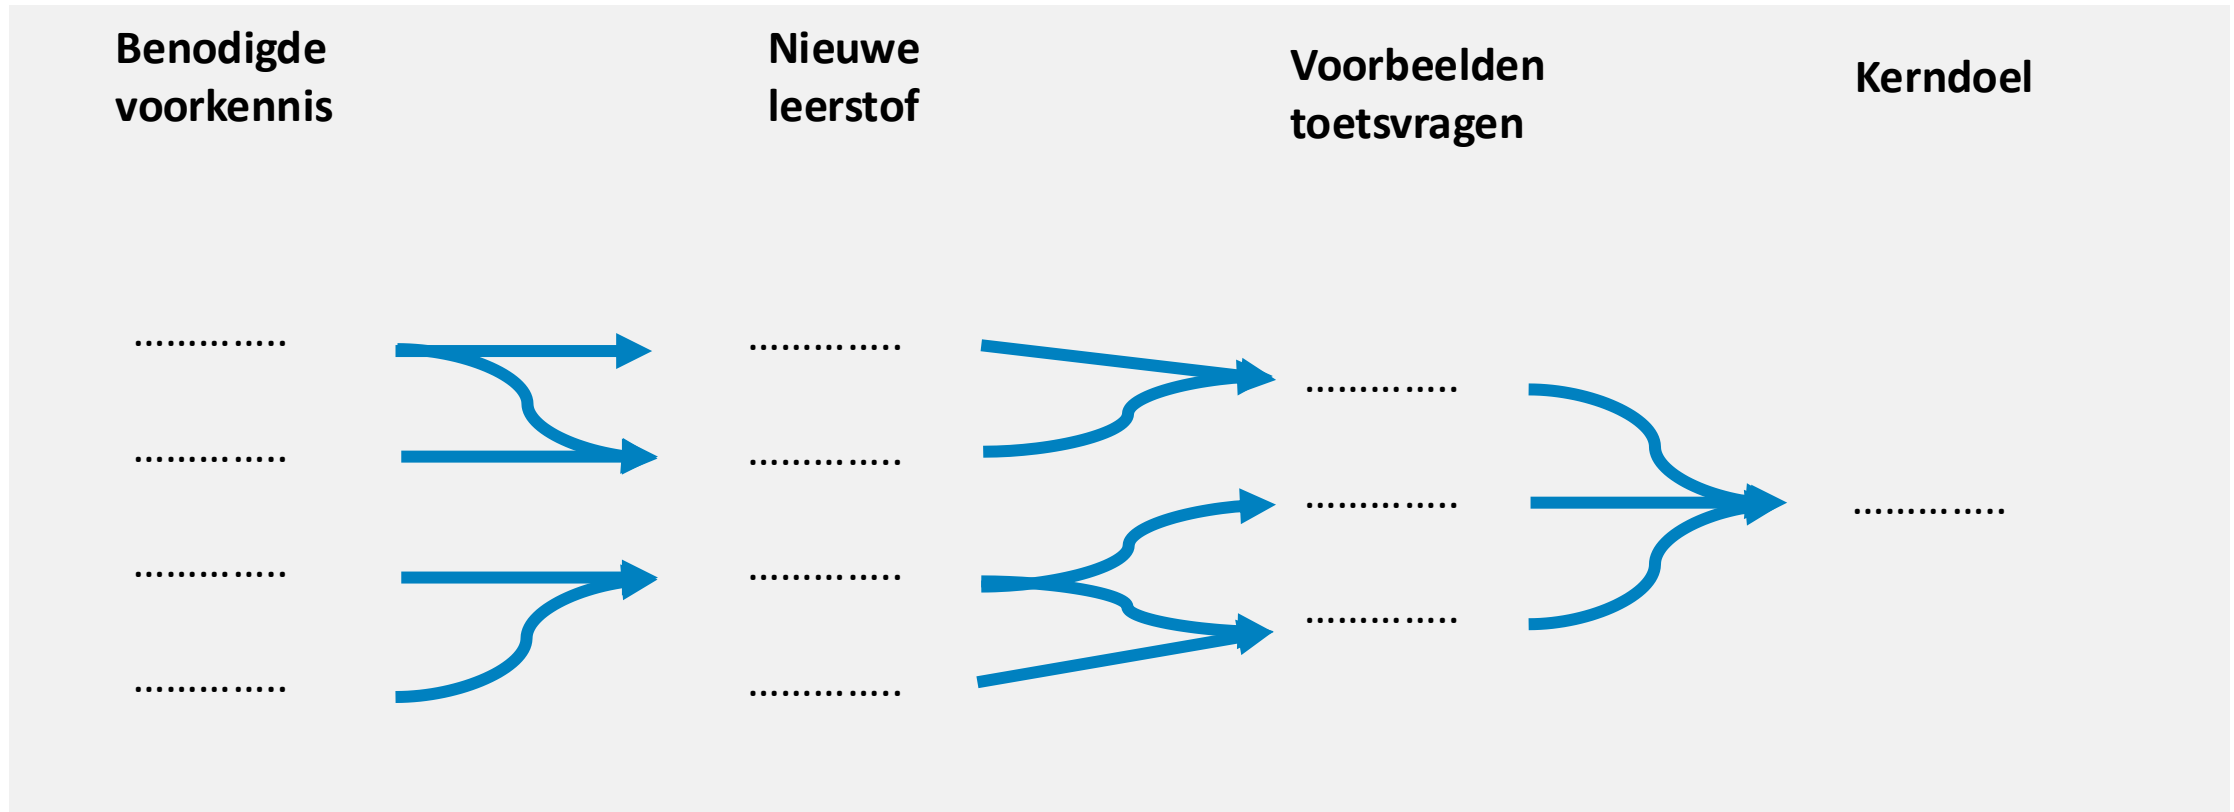 Benodigde
voorkennis
Nieuwe
leerstof
Voorbeelden
toetsvragen
Kerndoel
…………..
…………..
…………..
…………..
…………..
…………..
…………..
…………..
…………..
…………..
…………..
…………..